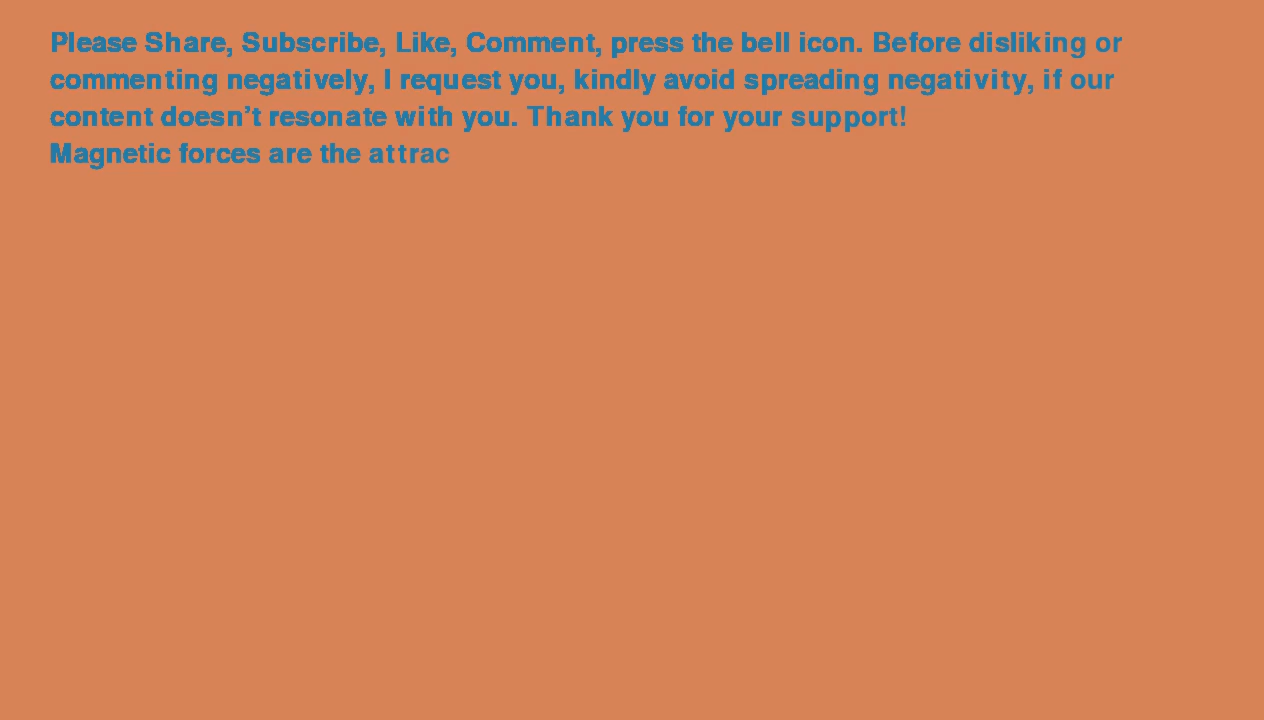 Please Share, Subscribe, Like, Comment, press the bell icon. Before disliking or
commenting negatively, I request you, kindly avoid spreading negativity, if our
content doesn’t resonate with you. Thank you for your support!
Magnetic forces are the attrac